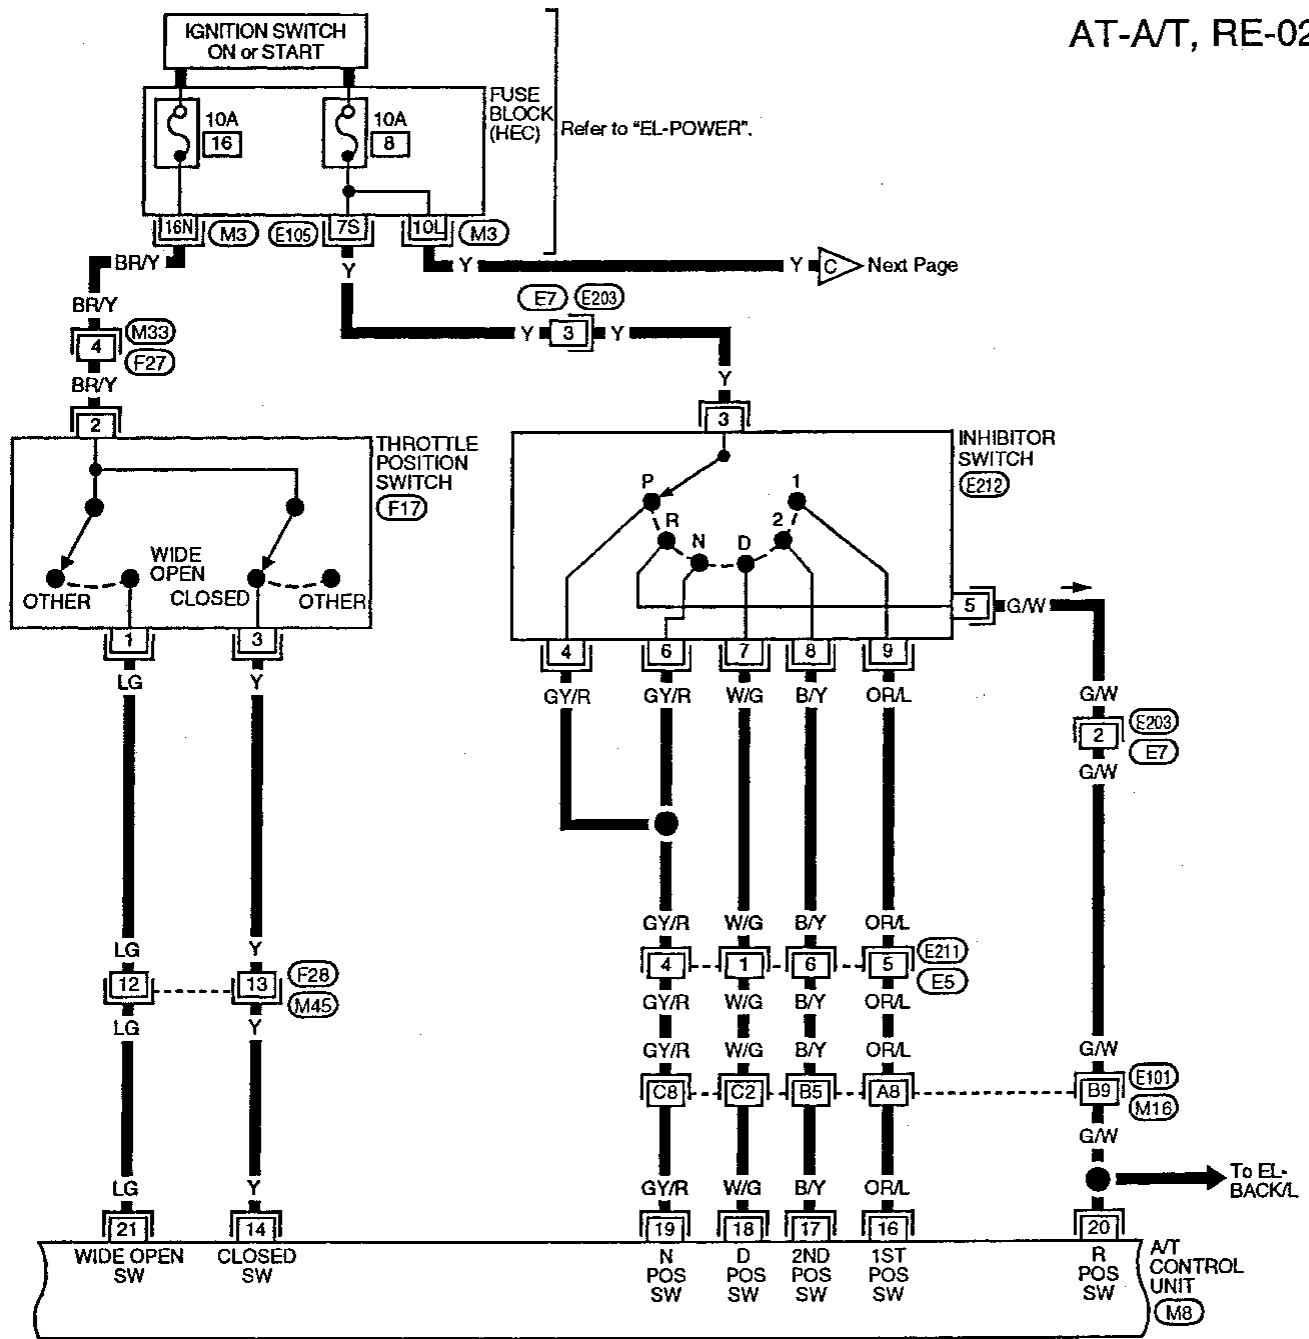 AT-A/T, RE-02
IGNITION SWITCH
ON or START
FUSE
BLOCK
(HEC)
Refer to "EL-POWER".
10A
16
10A
8
16N
M3
E105
7S
10L
M3
BR/Y
Y
Y
Y
C
Next Page
BR/Y
E7
E203
4
M33
F27
Y
3
Y
BR/Y
Y
2
3
THROTTLE
POSITION
SWITCH
F17
INHIBITOR
SWITCH
E212
P
R
N
D
2
1
WIDE
OPEN
OTHER
CLOSED
OTHER
5
G/W
1
3
4
6
7
8
9
LG
Y
GY/R
GY/R
W/G
B/Y
OR/L
G/W
2
E203
E7
G/W
LG
Y
GY/R
W/G
B/Y
OR/L
12
13
F28
M45
4
1
6
5
E211
E5
LG
Y
GY/R
W/G
B/Y
OR/L
GY/R
W/G
B/Y
OR/L
G/W
C8
C2
B5
A8
B9
E101
M16
G/W
To EL-
BACK/L
LG
Y
GY/R
W/G
B/Y
OR/L
21
14
19
18
17
16
20
WIDE OPEN
SW
CLOSED
SW
N
POS
SW
D
POS
SW
2ND
POS
SW
1ST
POS
SW
R
POS
SW
A/T
CONTROL
UNIT
M8